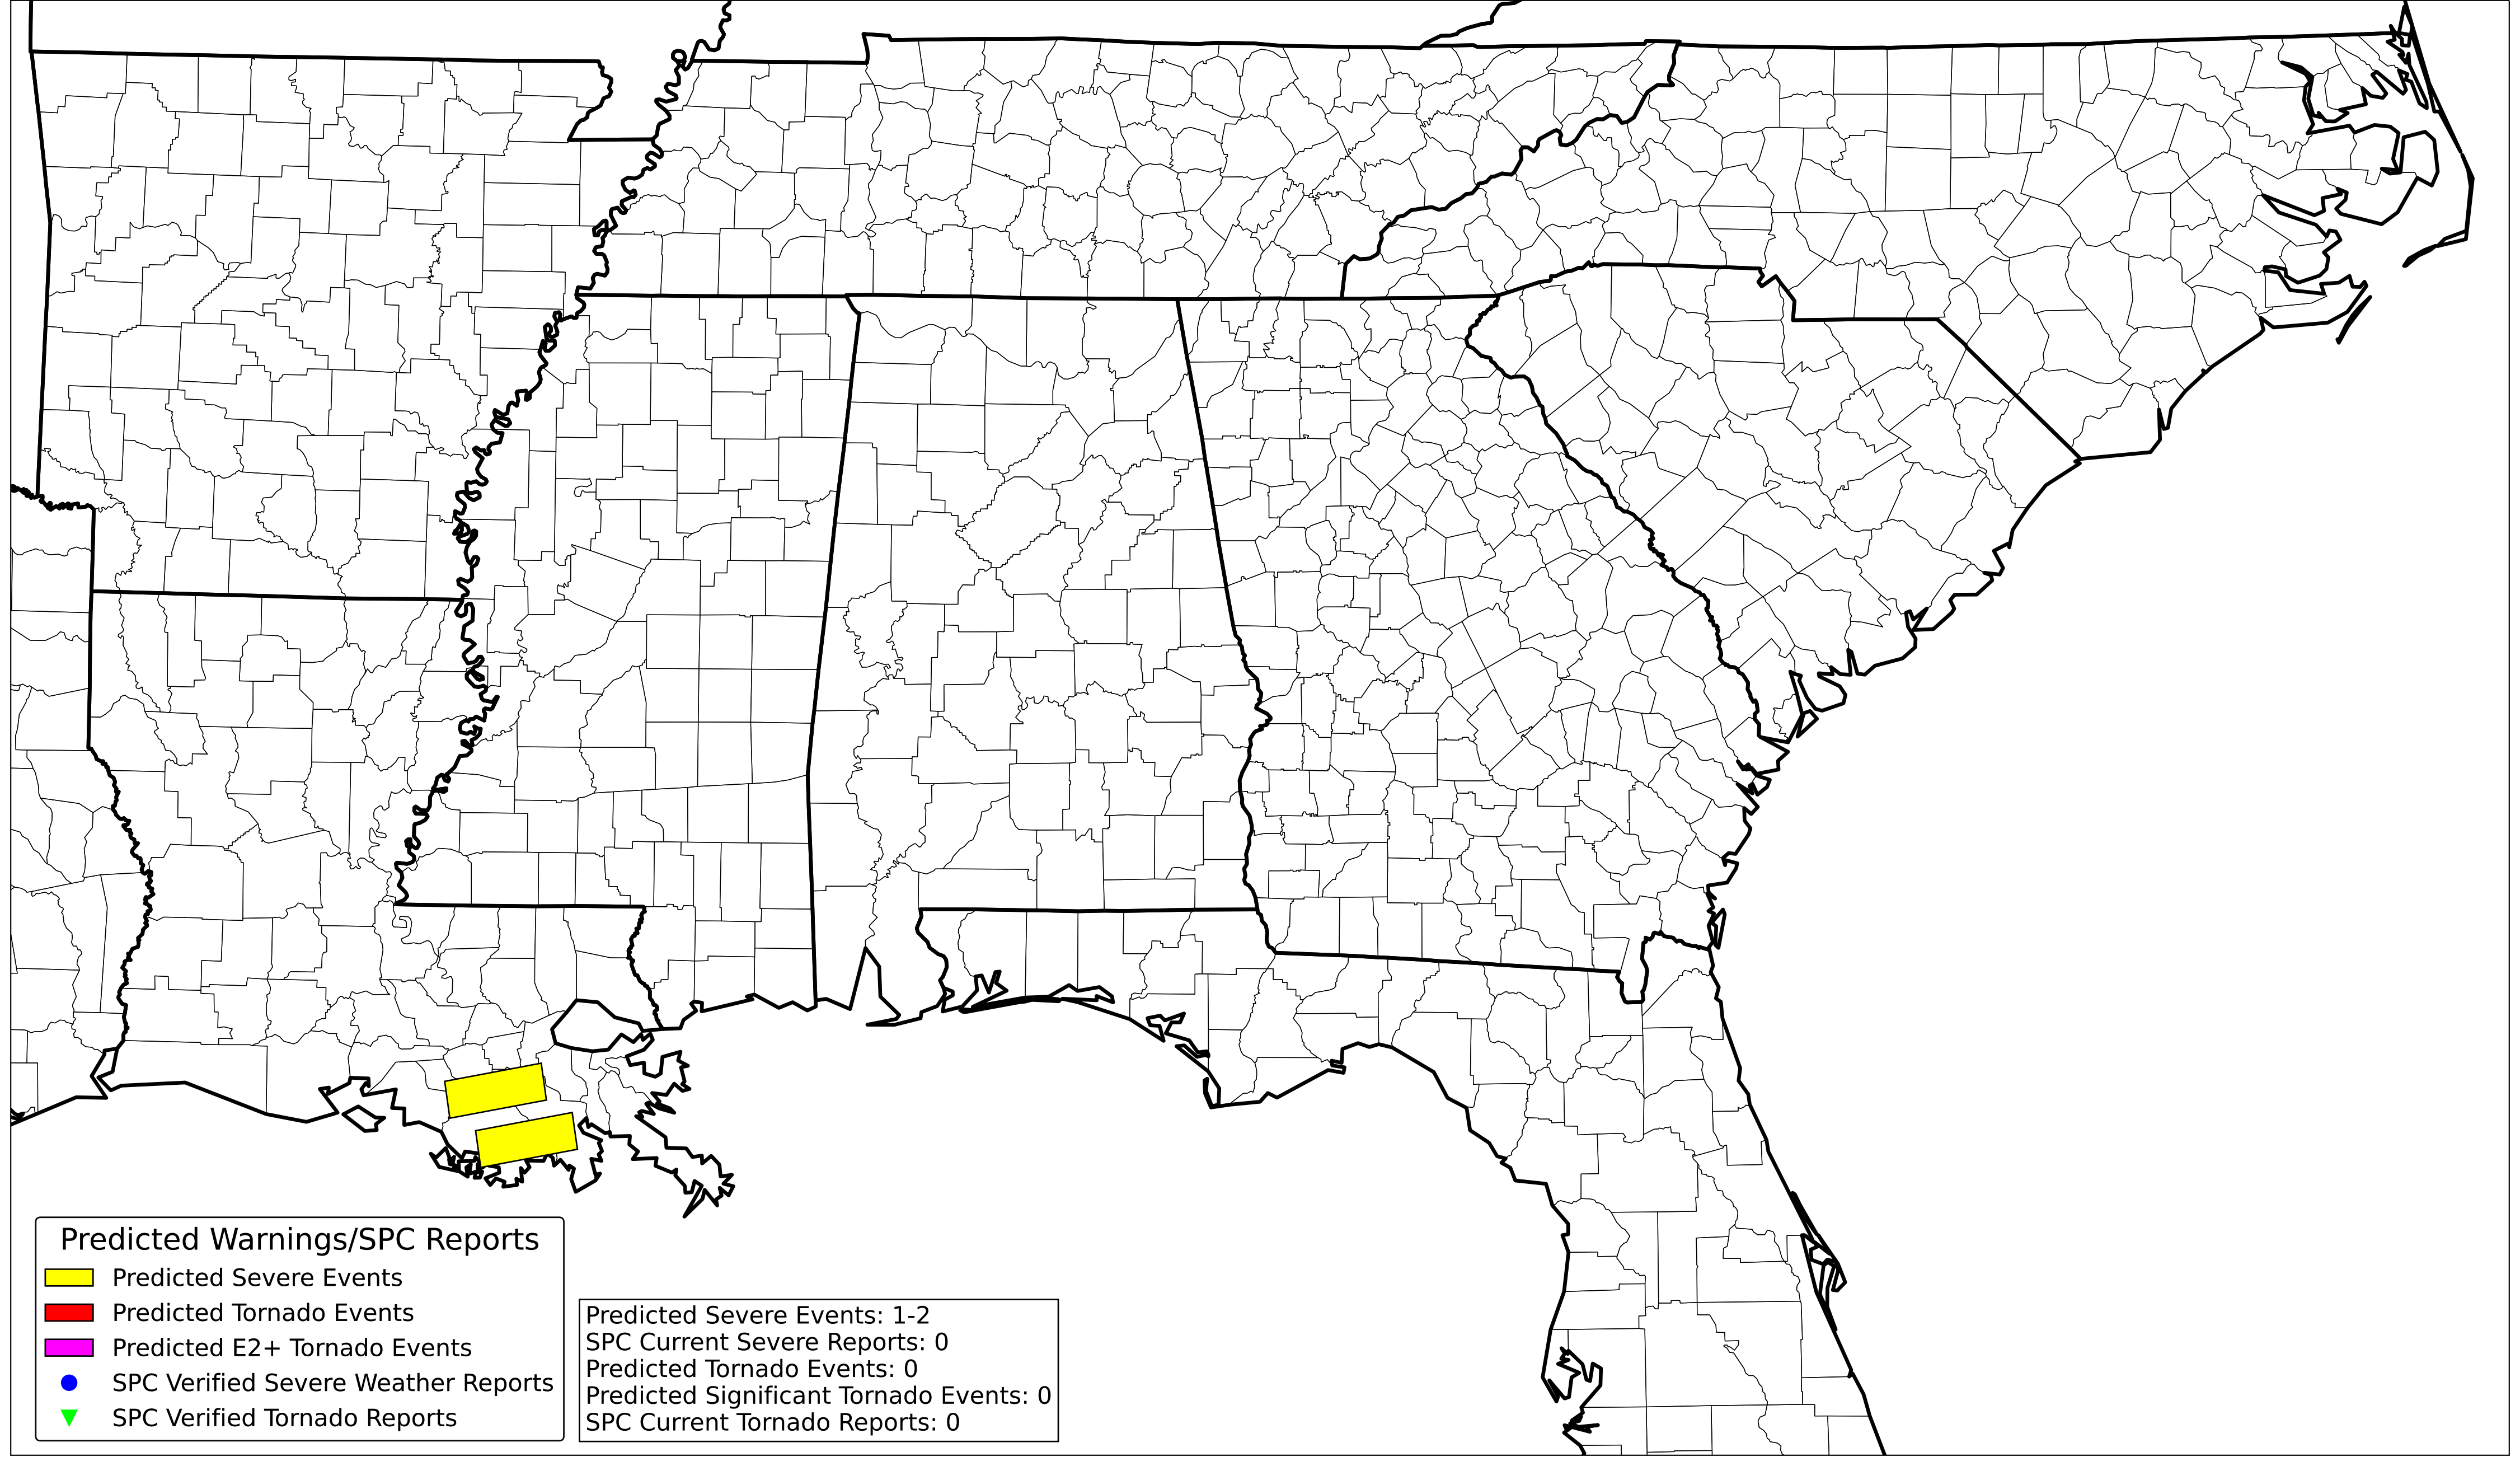 Predicted Warnings/SPC Reports
Predicted Severe Events
Predicted Tornado Events
Predicted E2+ Tornado Events
SPC Verified Severe Weather Reports
SPC Verified Tornado Reports
Predicted Severe Events: 1-2
SPC Current Severe Reports: 0
Predicted Tornado Events: 0
Predicted Significant Tornado Events: 0
SPC Current Tornado Reports: 0